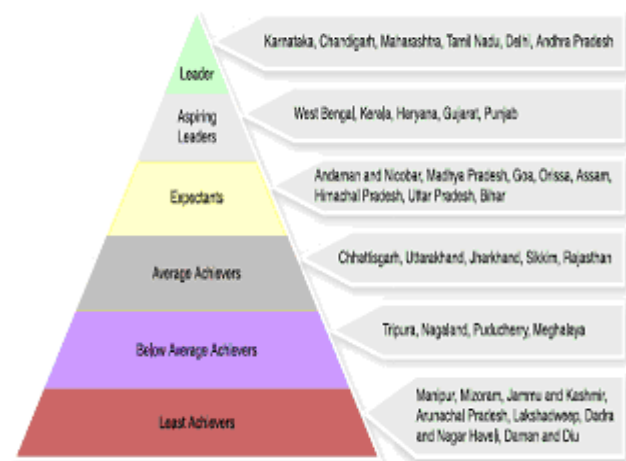 Karnataka, Chandigarh, Maharashtra, Tamil Nadu, Delhi, Andhra Pradesh
Leader
West Bengal, Kerala, Haryana, Gujarat, Punjab
Aspiring
Leaders
Andaman and Nicobar, Madhya Pradesh, Goa, Orissa, Assam,
Himachal Pradesh, Uttar Pradesh, Bihar
Expectants
Chhattisgarh, Uttarakhand, Jharkhand, Sikkim, Rajasthan
Average Achievers
Tripura, Nagaland, Puducherry, Meghalaya
Below Average Achievers
Manipur, Mizoram, Jammu and Kashmir,
Arunachal Pradesh, Lakshadweep, Dadra
and Nagar Haveli, Daman and Diu
Least Achievers